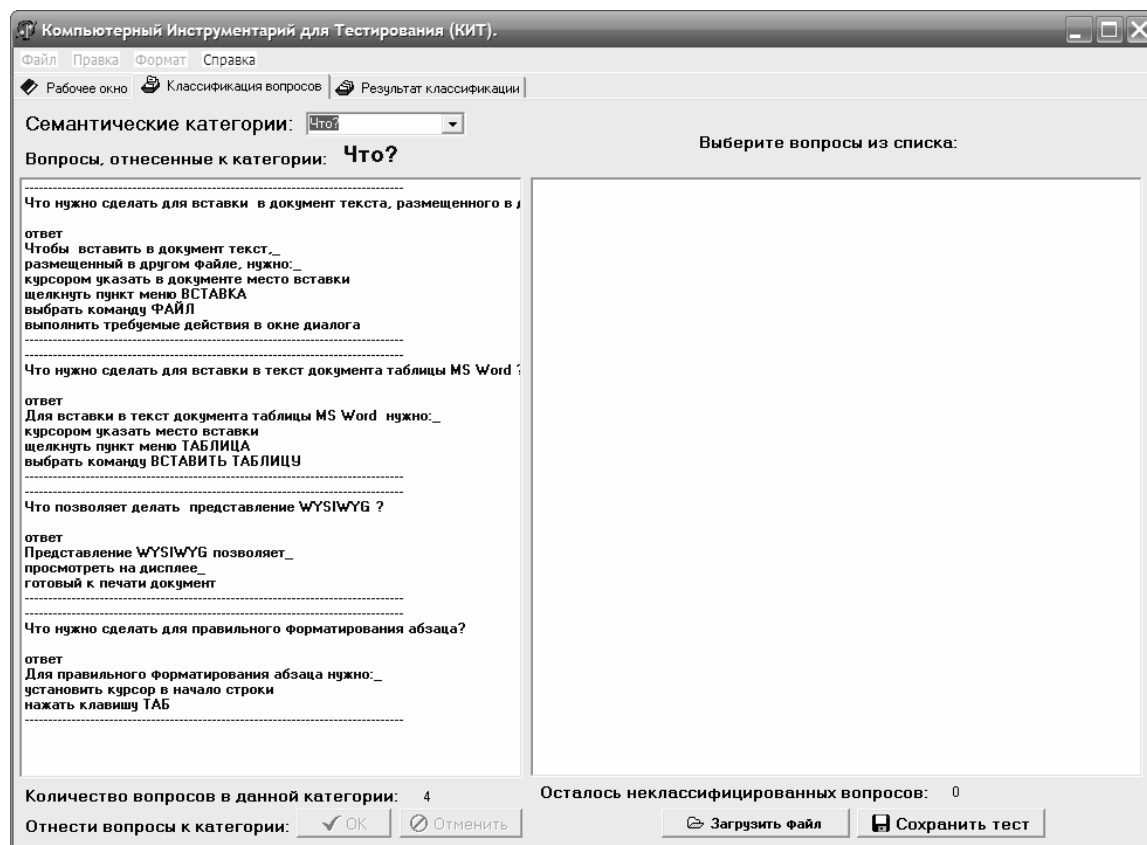 Компьютерный Инструментарий для Тестирования (КИТ).
Файл Правка Формат Справка
Рабочее окно Классификация вопросов Результат классификации
Семантические категории: Что?
Вопросы, отнесенные к категории: Что?
Выберите вопросы из списка:
--------------------------------------------------------------------------------
Что нужно сделать для вставки в документ текста, размещенного в
ответ
Чтобы вставить в документ текст,_
размещенный в другом файле, нужно:_
курсором указать в документе место вставки
щелкнуть пункт меню ВСТАВКА
выбрать команду ФАЙЛ
выполнить требуемые действия в окне диалога
--------------------------------------------------------------------------------
--------------------------------------------------------------------------------
Что нужно сделать для вставки в текст документа таблицы MS Word ?
ответ
Для вставки в текст документа таблицы MS Word нужно:_
курсором указать место вставки
щелкнуть пункт меню ТАБЛИЦА
выбрать команду ВСТАВИТЬ ТАБЛИЦУ
--------------------------------------------------------------------------------
--------------------------------------------------------------------------------
Что позволяет делать представление WYSIWYG ?
ответ
Представление WYSIWYG позволяет_
просмотреть на дисплее_
готовый к печати документ
--------------------------------------------------------------------------------
--------------------------------------------------------------------------------
Что нужно сделать для правильного форматирования абзаца?
ответ
Для правильного форматирования абзаца нужно:_
установить курсор в начало строки
нажать клавишу ТАБ
--------------------------------------------------------------------------------
Количество вопросов в данной категории: 4
Отнести вопросы к категории: OK Отменить
Осталось неклассифицированных вопросов: 0
Загрузить файл Сохранить тест